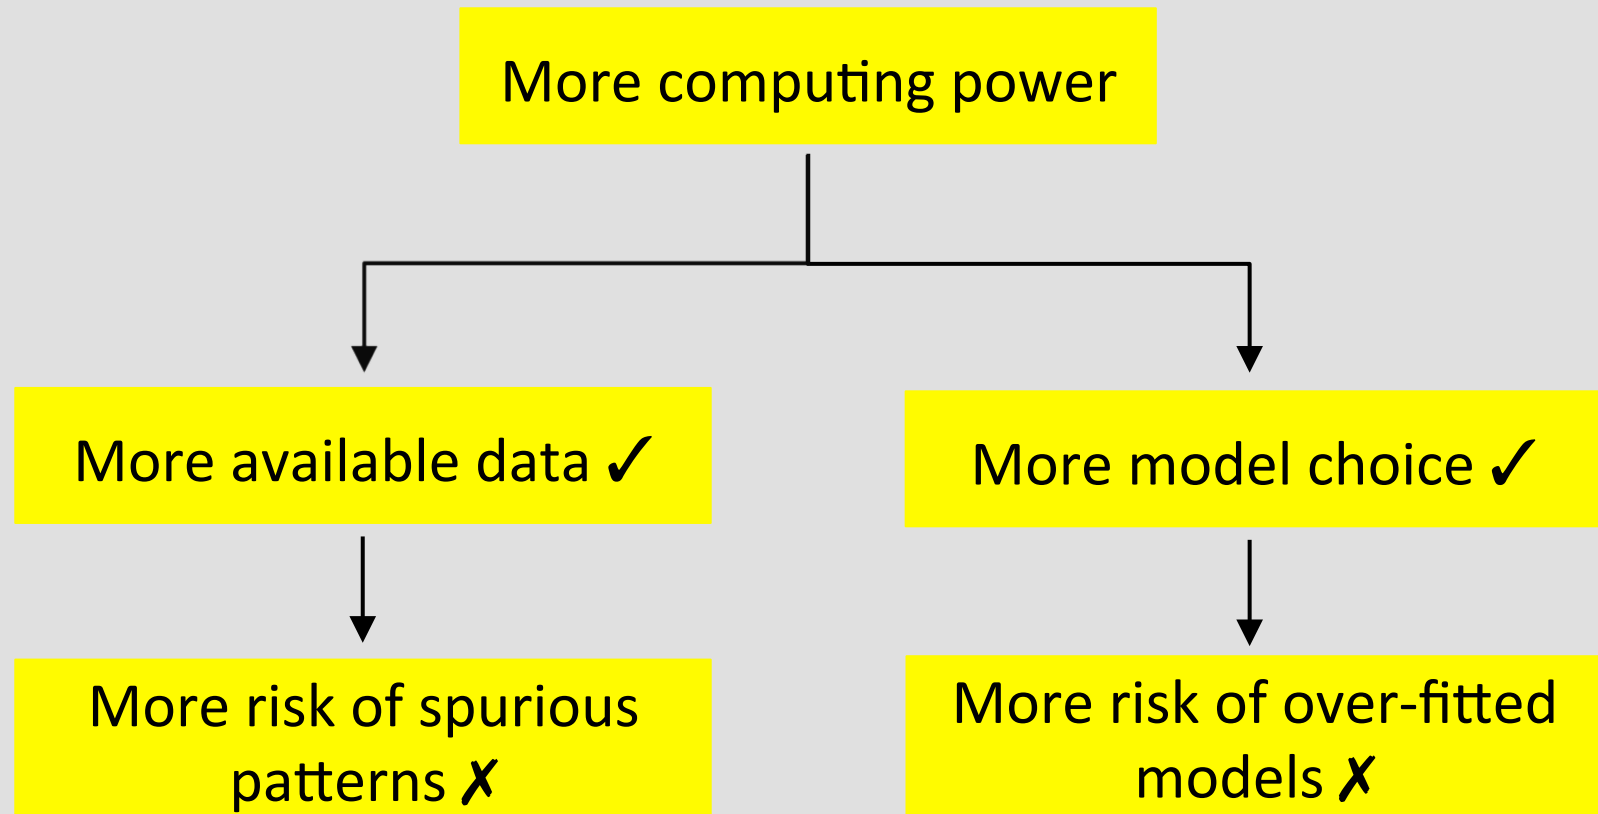 More computing power
More available data ✓
More model choice ✓
More risk of spurious
patterns ✗
More risk of over-fitted
models ✗